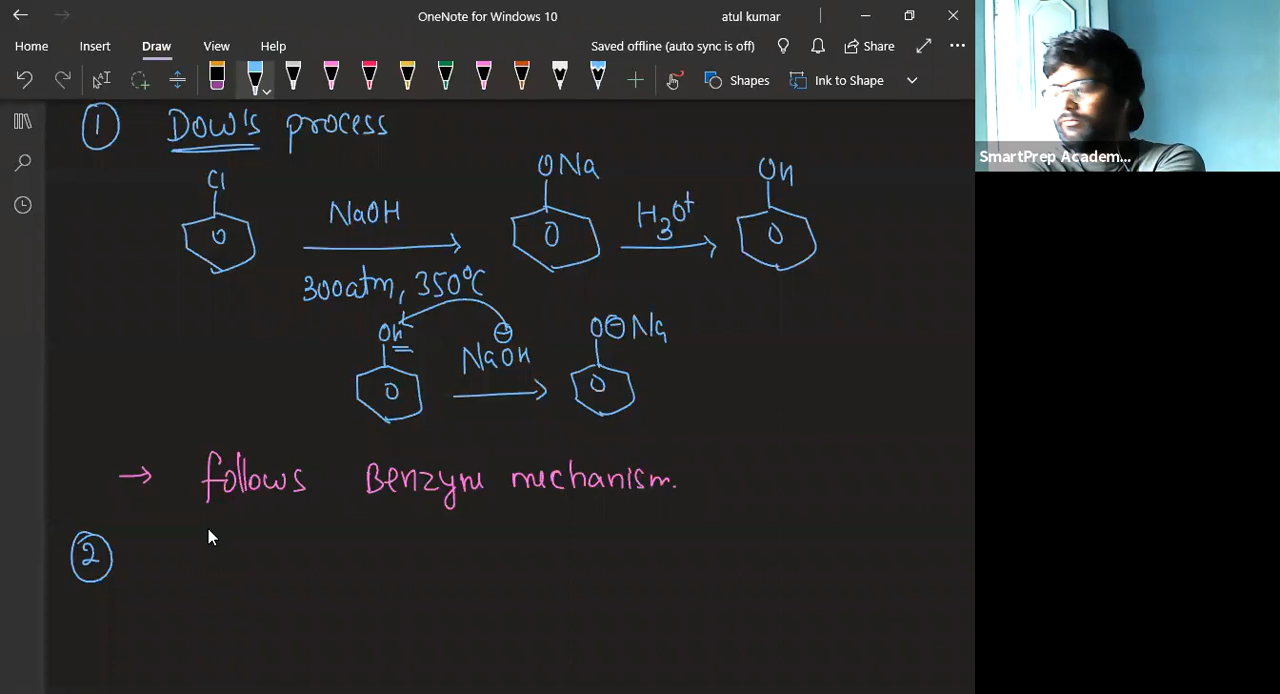 OneNote for Windows 10
atul kumar
Home Insert Draw View Help
Saved offline (auto sync is off)
Share
Shapes
Ink to Shape
SmartPrep Academ...
1 Dow's process
Cl
NaOH
300atm, 350°C
ONa
H3O+
OH
OH
NaOH
O⊖Na
→ follows Benzyne mechanism.
2